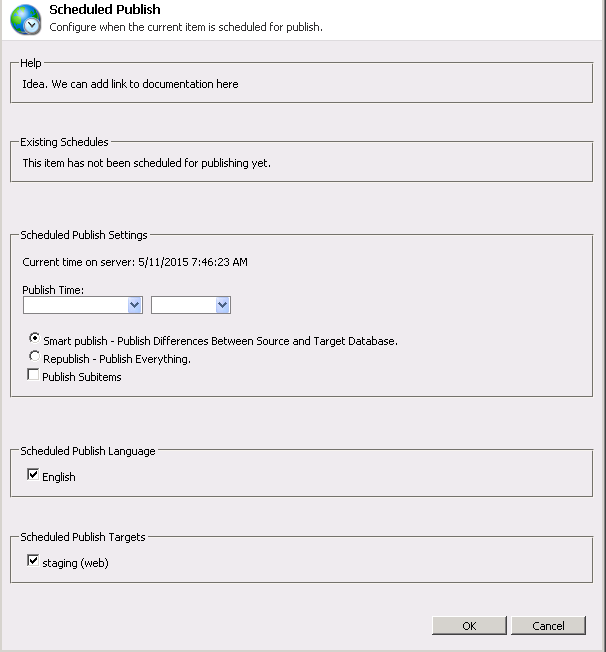 Scheduled Publish
Configure when the current item is scheduled for publish.
Help
Idea. We can add link to documentation here
Existing Schedules
This item has not been scheduled for publishing yet.
Scheduled Publish Settings
Current time on server: 5/11/2015 7:46:23 AM
Publish Time:
Smart publish - Publish Differences Between Source and Target Database.
Republish - Publish Everything.
Publish Subitems
Scheduled Publish Language
English
Scheduled Publish Targets
staging (web)
OK Cancel